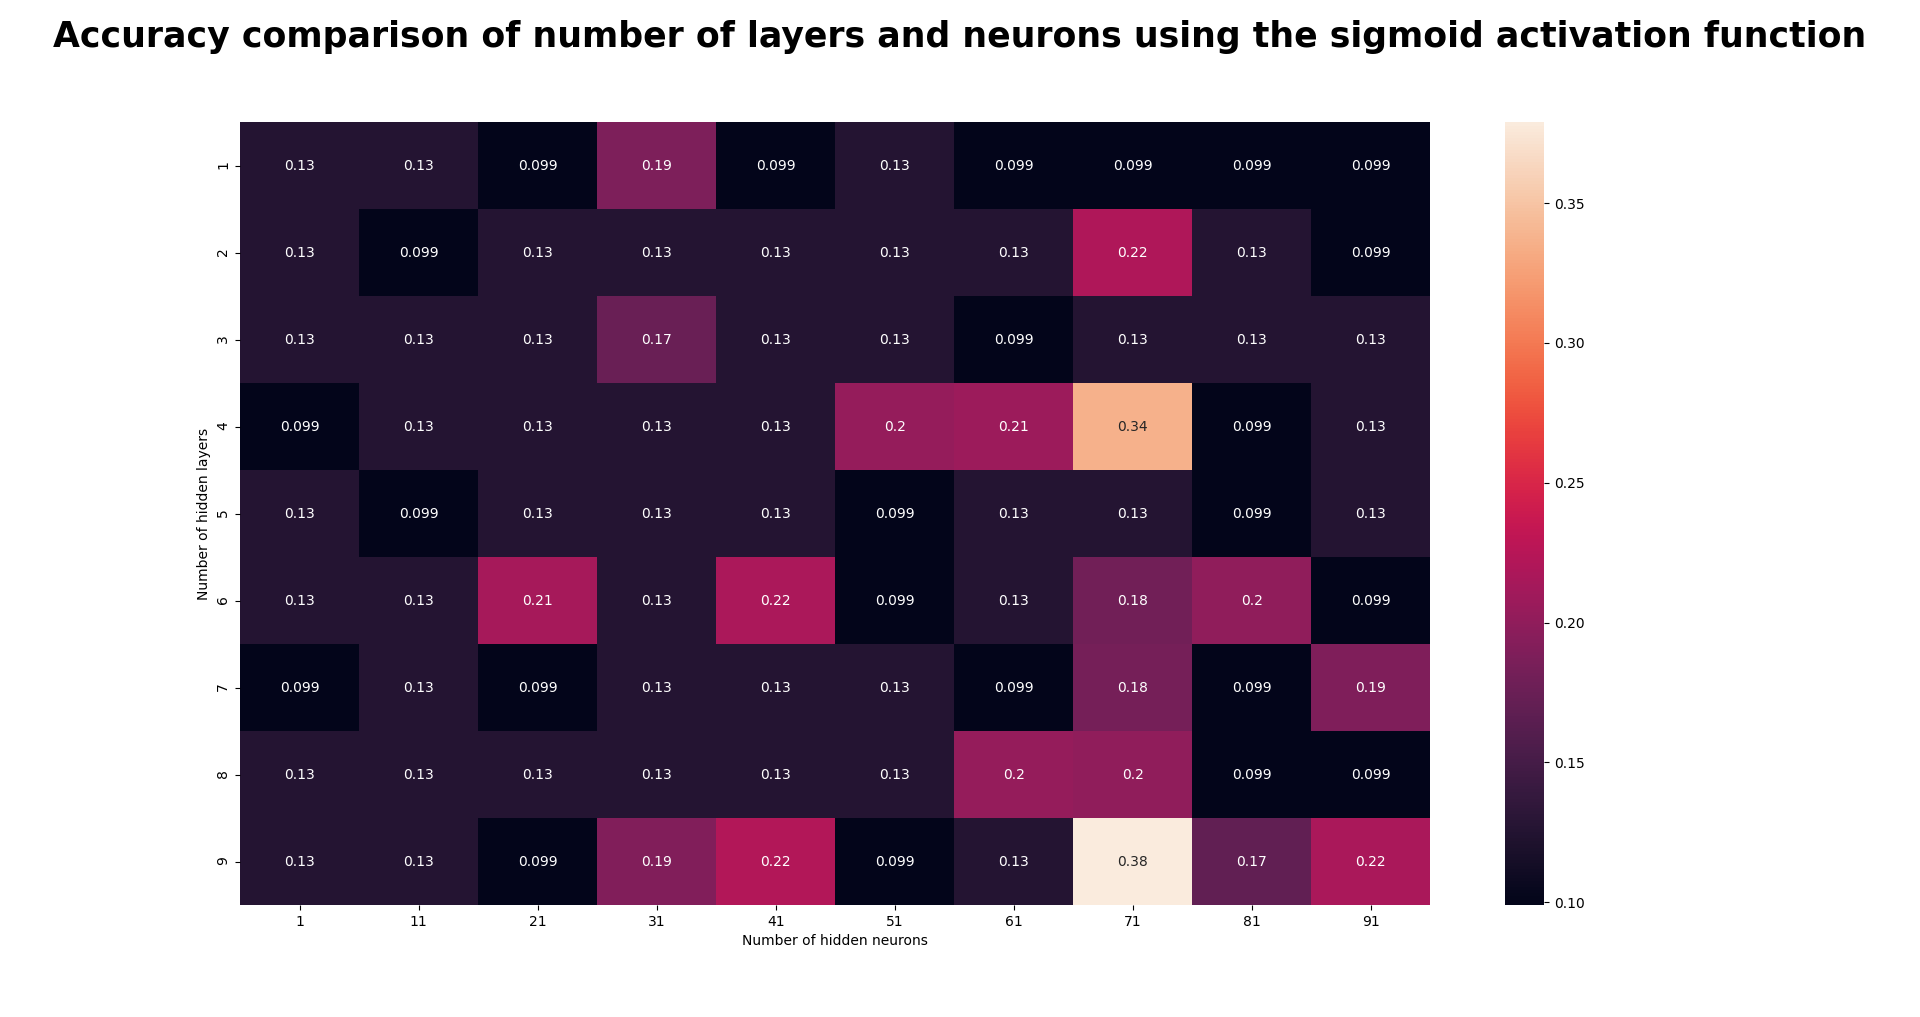 Accuracy comparison of number of layers and neurons using the sigmoid activation function
Number of hidden layers
1 0.13 0.13 0.099 0.19 0.099 0.13 0.099 0.099 0.099 0.099
2 0.13 0.099 0.13 0.13 0.13 0.13 0.13 0.22 0.13 0.099
3 0.13 0.13 0.13 0.17 0.13 0.13 0.099 0.13 0.13 0.13
4 0.099 0.13 0.13 0.13 0.13 0.2 0.21 0.34 0.099 0.13
5 0.13 0.099 0.13 0.13 0.13 0.099 0.13 0.13 0.099 0.13
6 0.13 0.13 0.21 0.13 0.22 0.099 0.13 0.18 0.2 0.099
7 0.099 0.13 0.099 0.13 0.13 0.13 0.099 0.18 0.099 0.19
8 0.13 0.13 0.13 0.13 0.13 0.13 0.2 0.2 0.099 0.099
9 0.13 0.13 0.099 0.19 0.22 0.099 0.13 0.38 0.17 0.22
1 11 21 31 41 51 61 71 81 91
Number of hidden neurons
0.35
0.30
0.25
0.20
0.15
0.10